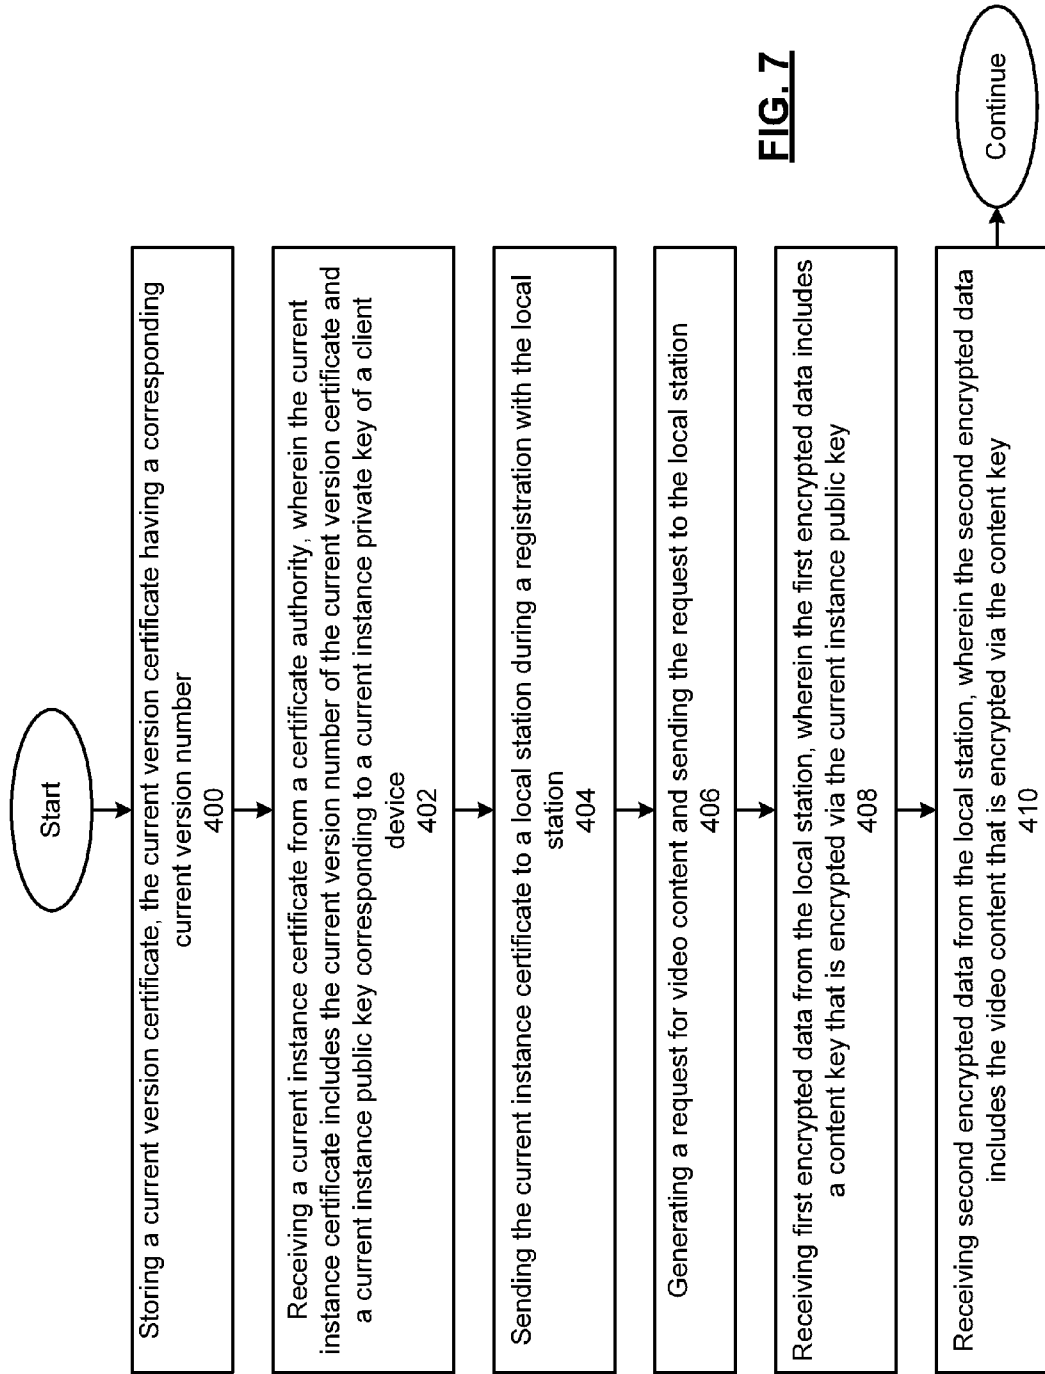 Start
Storing a current version certificate, the current version certificate having a corresponding
current version number
400
Receiving a current instance certificate from a certificate authority, wherein the current
instance certificate includes the current version number of the current version certificate and
a current instance public key corresponding to a current instance private key of a client
device
402
Sending the current instance certificate to a local station during a registration with the local
station
404
Generating a request for video content and sending the request to the local station
406
Receiving first encrypted data from the local station, wherein the first encrypted data includes
a content key that is encrypted via the current instance public key
408
Receiving second encrypted data from the local station, wherein the second encrypted data
includes the video content that is encrypted via the content key
410
Continue
FIG. 7